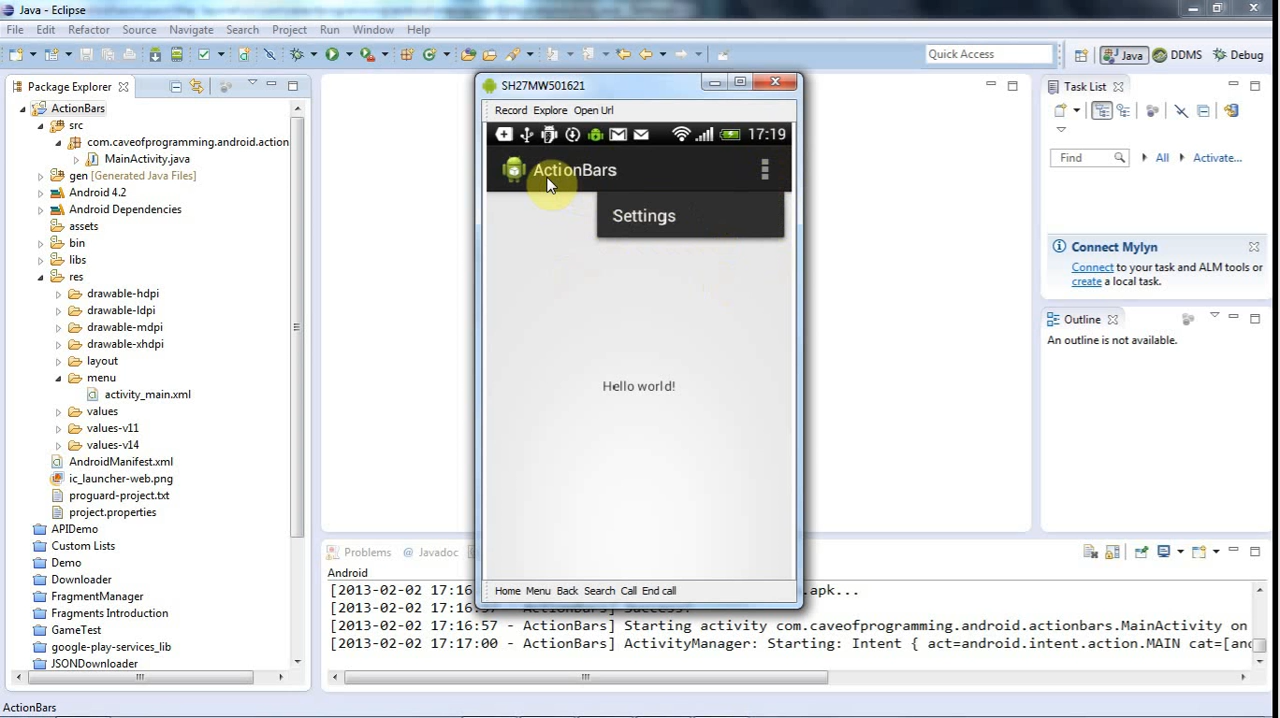 Java - Eclipse
File Edit Refactor Source Navigate Search Project Run Window Help
Quick Access
Java DDMS Debug
Package Explorer
ActionBars
src
com.caveofprogramming.android.action
MainActivity.java
gen [Generated Java Files]
Android 4.2
Android Dependencies
assets
bin
libs
res
drawable-hdpi
drawable-ldpi
drawable-mdpi
drawable-xhdpi
layout
menu
activity_main.xml
values
values-v11
values-v14
AndroidManifest.xml
ic_launcher-web.png
proguard-project.txt
project.properties
APIDemo
Custom Lists
Demo
Downloader
FragmentManager
Fragments Introduction
GameTest
google-play-services_lib
JSONDownloader
SH27MW501621
Record Explore Open Url
17:19
ActionBars
Settings
Hello world!
Home Menu Back Search Call End call
Task List
Find All Activate...
Connect Mylyn
Connect to your task and ALM tools or
create a local task.
Outline
An outline is not available.
Problems @ Javadoc
Android
[2013-02-02 17:16 .apk...
[2013-02-02 17:16:57 - ActionBars] Success!
[2013-02-02 17:16:57 - ActionBars] Starting activity com.caveofprogramming.android.actionbars.MainActivity on
[2013-02-02 17:17:00 - ActionBars] ActivityManager: Starting: Intent { act=android.intent.action.MAIN cat=[and
ActionBars